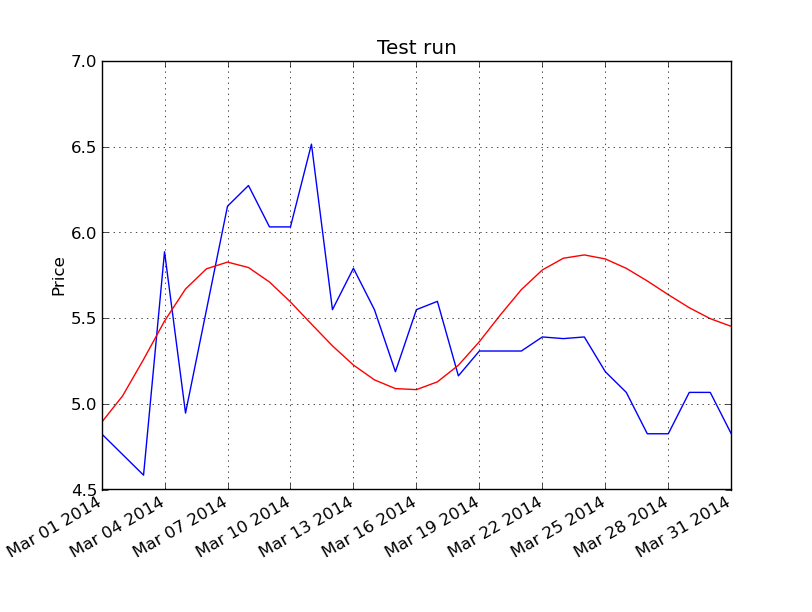 Test run
7.0
6.5
6.0
5.5
5.0
4.5
Price
Mar 01 2014
Mar 04 2014
Mar 07 2014
Mar 10 2014
Mar 13 2014
Mar 16 2014
Mar 19 2014
Mar 22 2014
Mar 25 2014
Mar 28 2014
Mar 31 2014